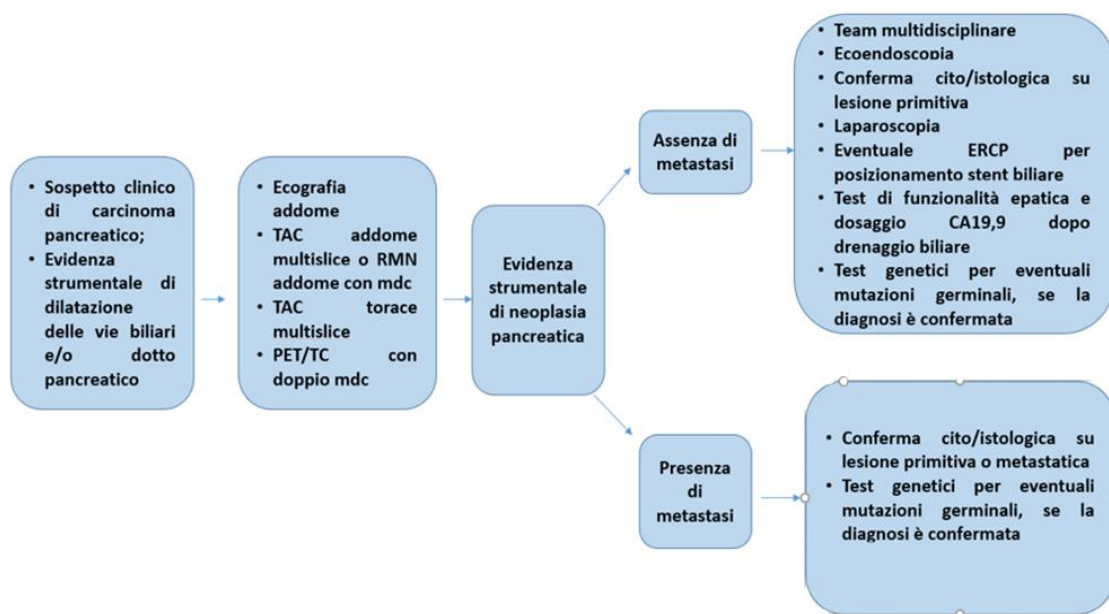 • Sospetto clinico
di carcinoma
pancreatico;
• Evidenza
strumentale di
dilatazione
delle vie biliari
e/o dotto
pancreatico
• Ecografia
addome
• TAC addome
multislice o RMN
addome con mdc
• TAC torace
multislice
• PET/TC con
doppio mdc
Evidenza
strumentale
di neoplasia
pancreatica
Assenza di
metastasi
• Team multidisciplinare
• Ecoendoscopia
• Conferma cito/istologica su
lesione primitiva
• Laparoscopia
• Eventuale ERCP per
posizionamento stent biliare
• Test di funzionalità epatica e
dosaggio CA19,9 dopo
drenaggio biliare
• Test genetici per eventuali
mutazioni germinali, se la
diagnosi è confermata
Presenza
di
metastasi
• Conferma cito/istologica su
lesione primitiva o metastatica
• Test genetici per eventuali
mutazioni germinali, se la
diagnosi è confermata